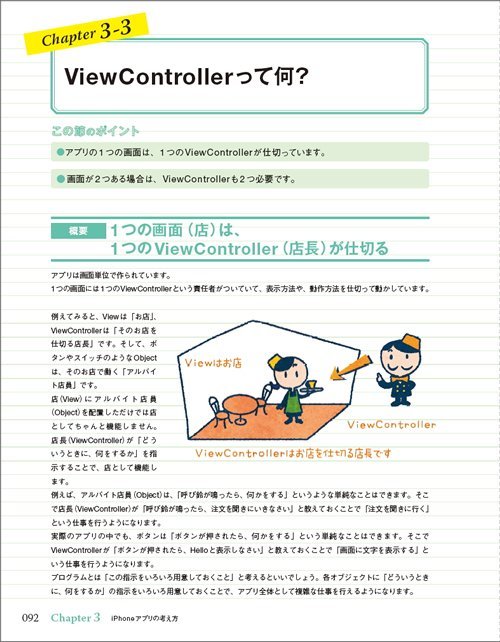 Chapter 3-3
ViewControllerって何？
この節のポイント
●アプリの１つの画面は、１つのViewControllerが仕切っています。
●画面が２つある場合は、ViewControllerも２つ必要です。
概要
１つの画面（店）は、
１つのViewController（店長）が仕切る
アプリは画面単位で作られています。
１つの画面には１つのViewControllerという責任者がついていて、表示方法や、動作方法を仕切って動かしています。
例えてみると、Viewは「お店」、
ViewControllerは「そのお店を
仕切る店長」です。そして、ボ
タンやスイッチのようなObject
は、そのお店で働く「アルバイ
ト店員」です。
店（View）にアルバイト店員
（Object）を配置しただけでは店
としてちゃんと機能しません。
店長（ViewController）が「どう
いうときに、何をするか」を指
示することで、店として機能し
ます。
Viewはお店
ViewController
ViewControllerはお店を仕切る店長です
例えば、アルバイト店員（Object）は、「呼び鈴が鳴ったら、何かをする」というような単純なことはできます。そこ
で店長（ViewController）が「呼び鈴が鳴ったら、注文を聞きにいきなさい」と教えておくことで「注文を聞きに行く」
という仕事を行うようになります。
実際のアプリの中でも、ボタンは「ボタンが押されたら、何かをする」という単純なことはできます。そこで
ViewControllerが「ボタンが押されたら、Helloと表示しなさい」と教えておくことで「画面に文字を表示する」と
いう仕事を行うようになります。
プログラムとは「この指示をいろいろ用意しておくこと」と考えるといいでしょう。各オブジェクトに「どういうとき
に、何をするか」の指示をいろいろ用意しておくことで、アプリ全体として複雑な仕事を行えるようになります。
092 Chapter 3 iPhoneアプリの考え方